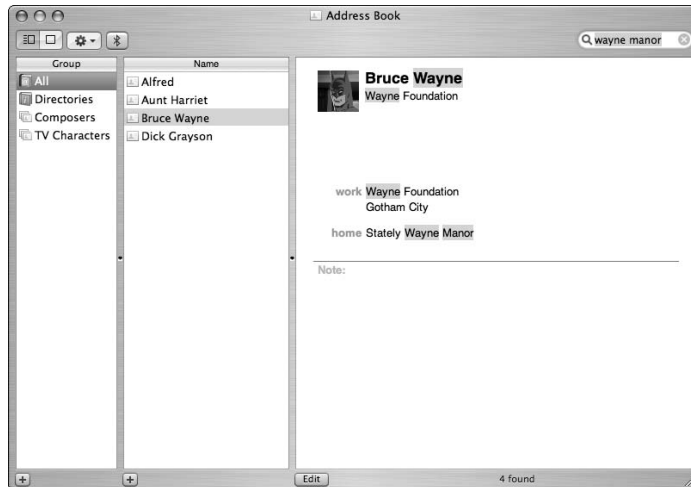 Address Book
wayne manor
Group
All
Directories
Composers
TV Characters
Name
Alfred
Aunt Harriet
Bruce Wayne
Dick Grayson
Bruce Wayne
Wayne Foundation
work Wayne Foundation
Gotham City
home Stately Wayne Manor
Note:
Edit
4 found